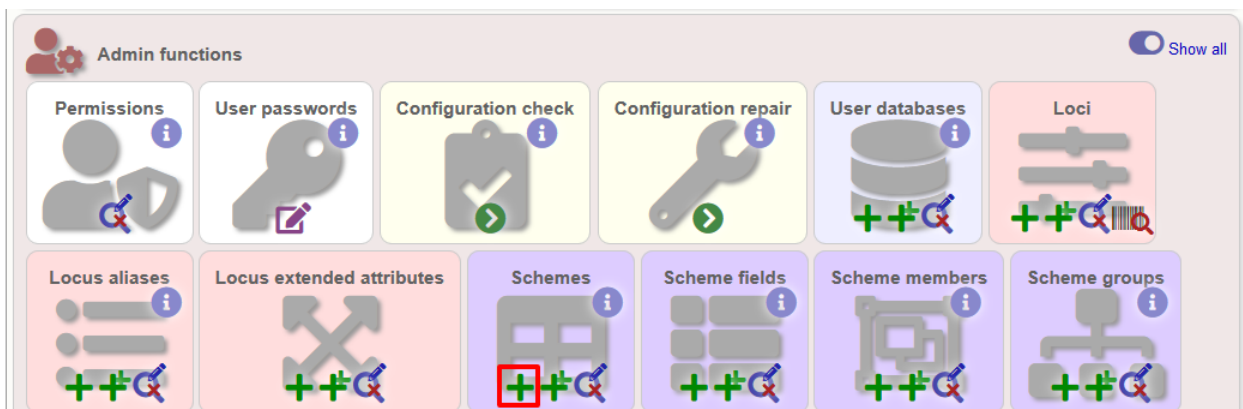 Admin functions
Show all
Permissions
User passwords
Configuration check
Configuration repair
User databases
Loci
Locus aliases
Locus extended attributes
Schemes
Scheme fields
Scheme members
Scheme groups